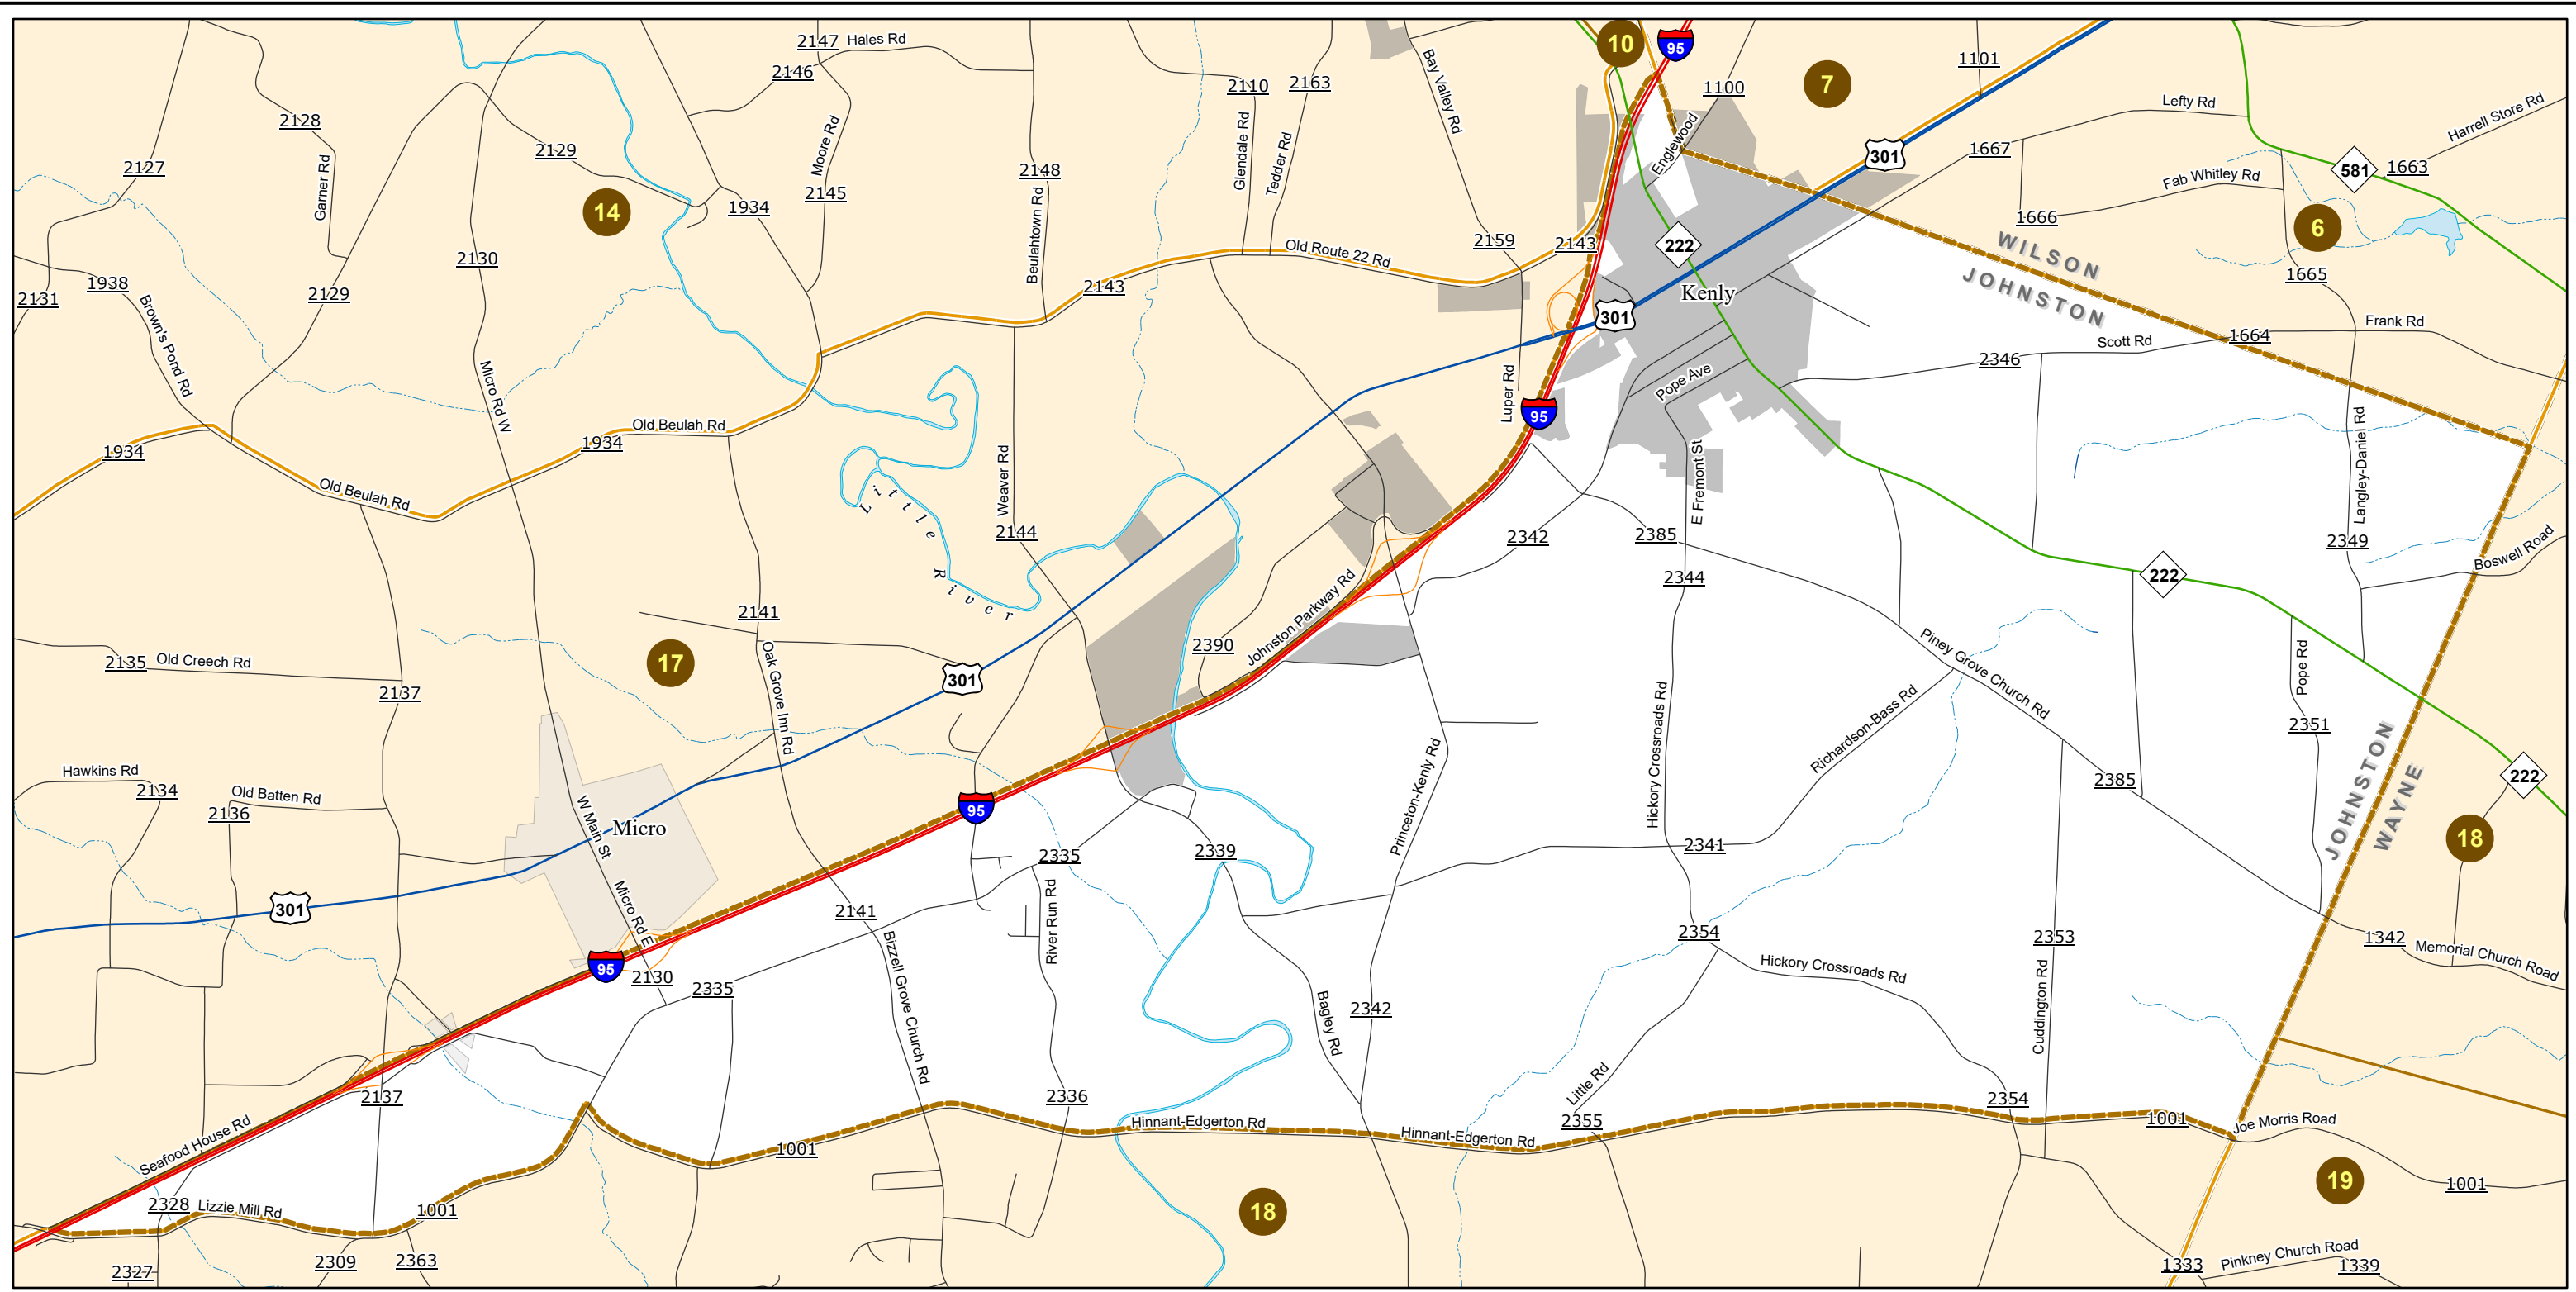 10
95
7
2147
Hales Rd
2146
1101
2110
2163
1100
Bay Valley Rd
Lefty Rd
Harrell Store Rd
2128
2129
Moore Rd
Glendale Rd
Tedder Rd
Englewood
301
1667
581
1663
2127
Garner Rd
2148
Fab Whitley Rd
14
1934
2145
Beulahtown Rd
1666
6
2130
Old Route 22 Rd
2159
2143
222
WILSON
JOHNSTON
1665
2131
1938
2129
2143
Kenly
301
Brown's Pond Rd
Frank Rd
1664
Scott Rd
2346
Micro Rd W
Luper Rd
Pope Ave
95
1934
Old Beulah Rd
1934
Old Beulah Rd
Weaver Rd
Little River
E Fremont St
Langley-Daniel Rd
2144
2342
2385
2349
Boswell Road
2344
222
2141
Johnston Parkway Rd
2390
17
2135
Old Creech Rd
2137
Oak Grove Inn Rd
301
Piney Grove Church Rd
Pope Rd
Hickory Crossroads Rd
Richardson-Bass Rd
2351
JOHNSTON
WAYNE
Princeton-Kenly Rd
Hawkins Rd
2134
Old Batten Rd
2136
2385
222
W Main St
Micro
95
2335
2339
2341
18
301
Micro Rd E
2141
River Run Rd
2354
2353
1342
Memorial Church Road
95
2130
2335
Bizzell Grove Church Rd
Bagley Rd
2342
Hickory Crossroads Rd
Cuddington Rd
2137
2336
Little Rd
2354
Seafood House Rd
1001
Hinnant-Edgerton Rd
Hinnant-Edgerton Rd
2355
1001
Joe Morris Road
2328
Lizzie Mill Rd
1001
18
19
1001
2327
2309
2363
1333
Pinkney Church Road
1339